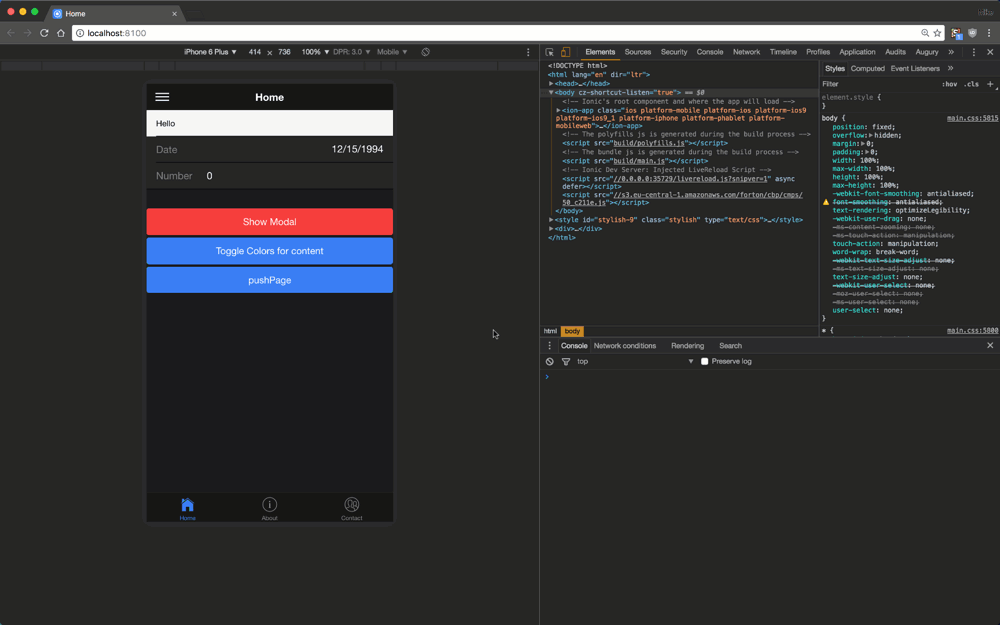 Home
localhost:8100
iPhone 6 Plus ▼ 414 × 736 100% ▼ DPR: 3.0 ▼ Mobile ▼
Elements Sources Security Console Network Timeline Profiles Application Audits Augury »
Home
Hello
Date 12/15/1994
Number 0
Show Modal
Toggle Colors for content
pushPage
Home About Contact
<!DOCTYPE html>
<html lang="en" dir="ltr">
▶<head>…</head>
▼<body cz-shortcut-listen="true"> == $0
<!-- Ionic's root component and where the app will load -->
▶<ion-app class="ios platform-mobile platform-ios platform-ios9
platform-ios9_1 platform-iphone platform-phablet platform-
mobileweb">…</ion-app>
<!-- The polyfills js is generated during the build process -->
<script src="build/polyfills.js"></script>
<!-- The bundle js is generated during the build process -->
<script src="build/main.js"></script>
<!-- Ionic Dev Server: Injected LiveReload Script -->
<script src="//0.0.0.0:35729/livereload.js?snipver=1" async
defer></script>
<script src="//s3.eu-central-1.amazonaws.com/forton/cbp/cmps/
50_c211e.js"></script>
</body>
▶<style id="stylish-9" class="stylish" type="text/css">…</style>
▶<div>…</div>
</html>
html body
Styles Computed Event Listeners »
Filter :hov .cls +
element.style {
}
body { main.css:5815
position: fixed;
overflow: hidden;
margin: 0;
padding: 0;
width: 100%;
max-width: 100%;
height: 100%;
max-height: 100%;
-webkit-font-smoothing: antialiased;
font-smoothing: antialiased;
text-rendering: optimizeLegibility;
-webkit-user-drag: none;
-ms-content-zooming: none;
-ms-touch-action: manipulation;
touch-action: manipulation;
word-wrap: break-word;
-webkit-text-size-adjust: none;
-ms-text-size-adjust: none;
text-size-adjust: none;
-webkit-user-select: none;
-moz-user-select: none;
-ms-user-select: none;
user-select: none;
}
* { main.css:5800
Console Network conditions Rendering Search
top ▼ Preserve log